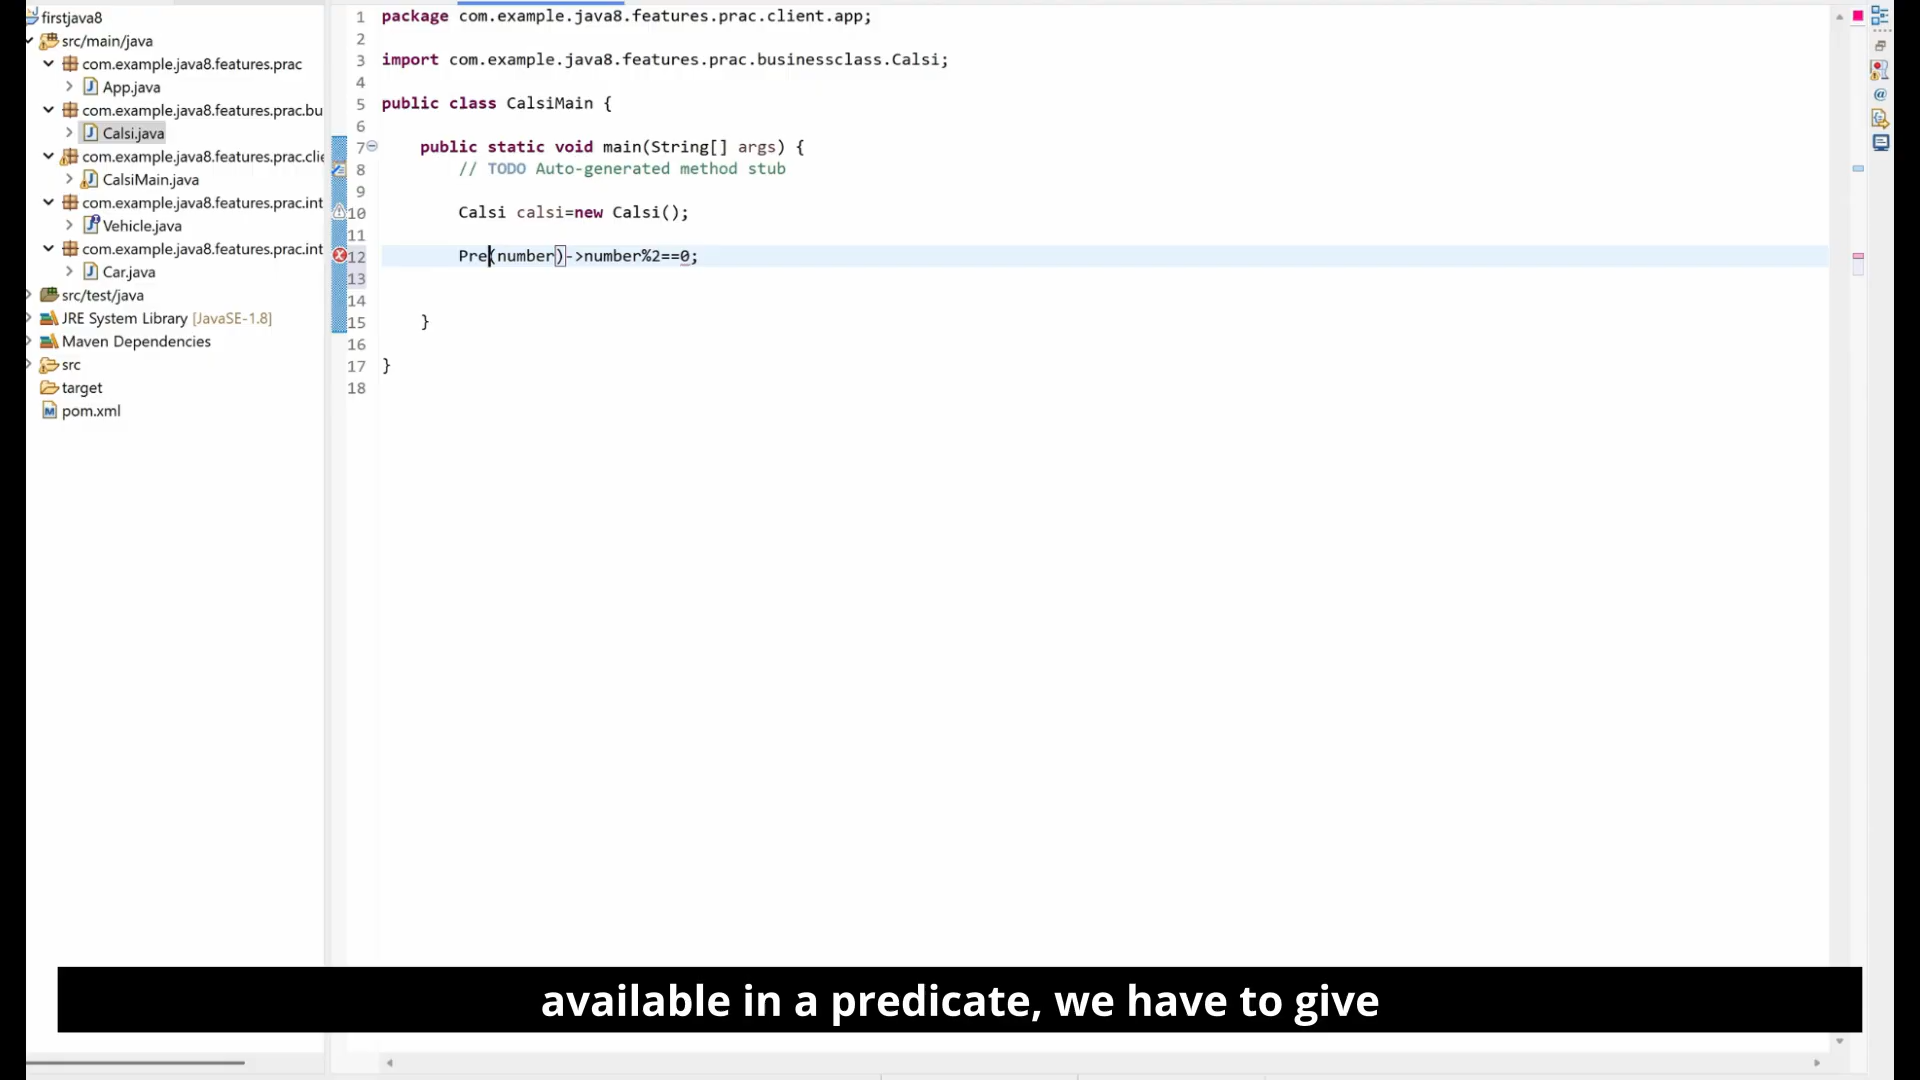 firstjava8
src/main/java
com.example.java8.features.prac
App.java
com.example.java8.features.prac.bu
Calsi.java
com.example.java8.features.prac.clie
CalsiMain.java
com.example.java8.features.prac.int
Vehicle.java
com.example.java8.features.prac.int
Car.java
src/test/java
JRE System Library [JavaSE-1.8]
Maven Dependencies
src
target
pom.xml
1 package com.example.java8.features.prac.client.app;
2
3 import com.example.java8.features.prac.businessclass.Calsi;
4
5 public class CalsiMain {
6
7 public static void main(String[] args) {
8 // TODO Auto-generated method stub
9
10 Calsi calsi=new Calsi();
11
12 Pre(number)->number%2==0;
13
14
15 }
16
17 }
18
available in a predicate, we have to give